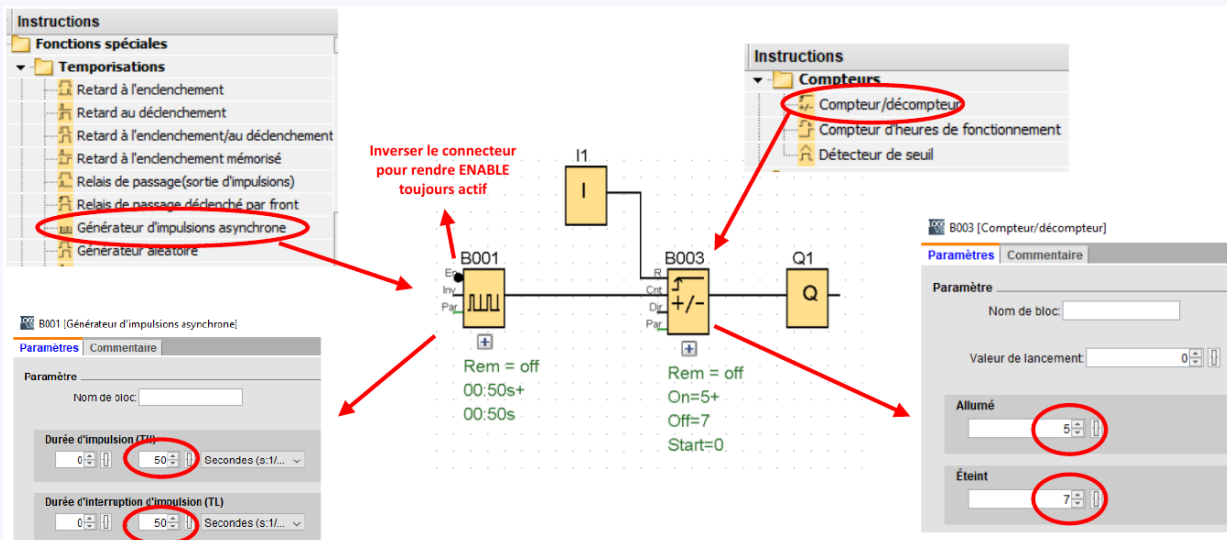 Instructions
Fonctions spéciales
Temporisations
Retard à l'enclenchement
Retard au déclenchement
Retard à l'enclenchement/au déclenchement
Retard à l'enclenchement mémorisé
Relais de passage(sortie d'impulsions)
Relais de passage déclenché par front
Générateur d'impulsions asynchrone
Générateur aléatoire
Inverser le connecteur
pour rendre ENABLE
toujours actif
Instructions
Compteurs
Compteur/décompteur
Compteur d'heures de fonctionnement
Détecteur de seuil
I1
I
B001
En
Inv
Par
Rem = off
00:50s+
00:50s
B003
R
Cnt
Dir
Par
+/-
Rem = off
On=5+
Off=7
Start=0
Q1
Q
B001 [Générateur d'impulsions asynchrone]
Paramètres Commentaire
Paramètre
Nom de bloc:
Durée d'impulsion (TH)
0 50 Secondes (s:1/...
Durée d'interruption d'impulsion (TL)
0 50 Secondes (s:1/...
B003 [Compteur/décompteur]
Paramètres Commentaire
Paramètre
Nom de bloc:
Valeur de lancement: 0
Allumé
5
Éteint
7